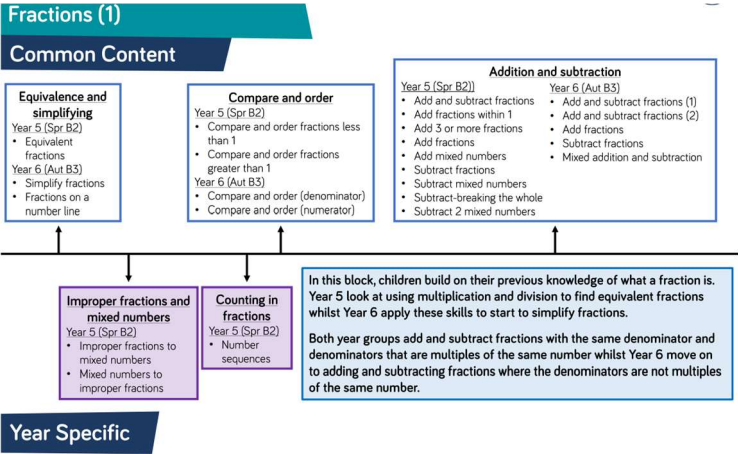 Fractions (1)
Common Content
Equivalence and
simplifying
Year 5 (Spr B2)
• Equivalent
fractions
Year 6 (Aut B3)
• Simplify fractions
• Fractions on a
number line
Compare and order
Year 5 (Spr B2)
• Compare and order fractions less
than 1
• Compare and order fractions
greater than 1
Year 6 (Aut B3)
• Compare and order (denominator)
• Compare and order (numerator)
Addition and subtraction
Year 5 (Spr B2))
• Add and subtract fractions
• Add fractions within 1
• Add 3 or more fractions
• Add fractions
• Add mixed numbers
• Subtract fractions
• Subtract mixed numbers
• Subtract-breaking the whole
• Subtract 2 mixed numbers
Year 6 (Aut B3)
• Add and subtract fractions (1)
• Add and subtract fractions (2)
• Add fractions
• Subtract fractions
• Mixed addition and subtraction
Improper fractions and
mixed numbers
Year 5 (Spr B2)
• Improper fractions to
mixed numbers
• Mixed numbers to
improper fractions
Counting in
fractions
Year 5 (Spr B2)
• Number
sequences
In this block, children build on their previous knowledge of what a fraction is.
Year 5 look at using multiplication and division to find equivalent fractions
whilst Year 6 apply these skills to start to simplify fractions.
Both year groups add and subtract fractions with the same denominator and
denominators that are multiples of the same number whilst Year 6 move on
to adding and subtracting fractions where the denominators are not multiples
of the same number.
Year Specific